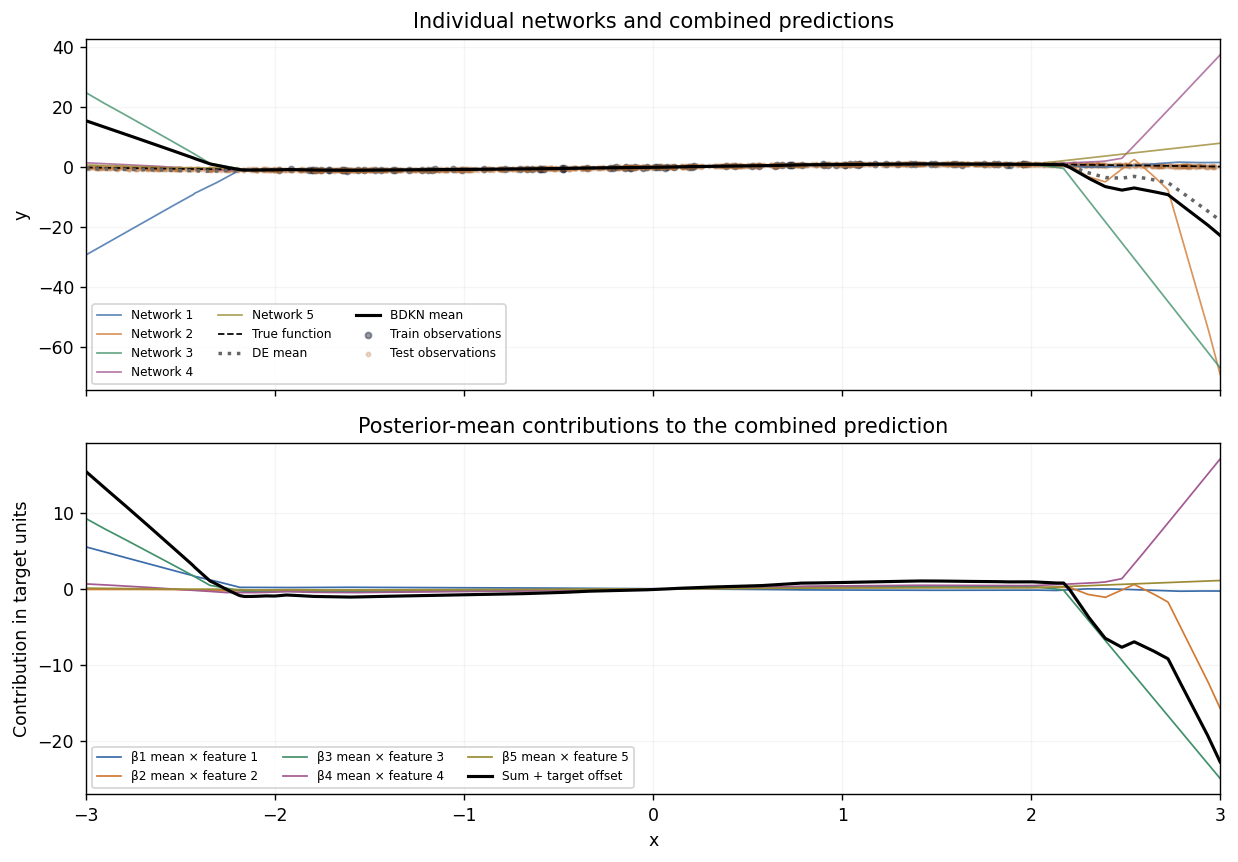 Individual networks and combined predictions
40
20
0
−20
−40
−60
y
Network 1
Network 2
Network 3
Network 4
Network 5
True function
DE mean
BDKN mean
Train observations
Test observations
Posterior-mean contributions to the combined prediction
10
0
−10
−20
Contribution in target units
β1 mean × feature 1
β2 mean × feature 2
β3 mean × feature 3
β4 mean × feature 4
β5 mean × feature 5
Sum + target offset
−3 −2 −1 0 1 2 3
x